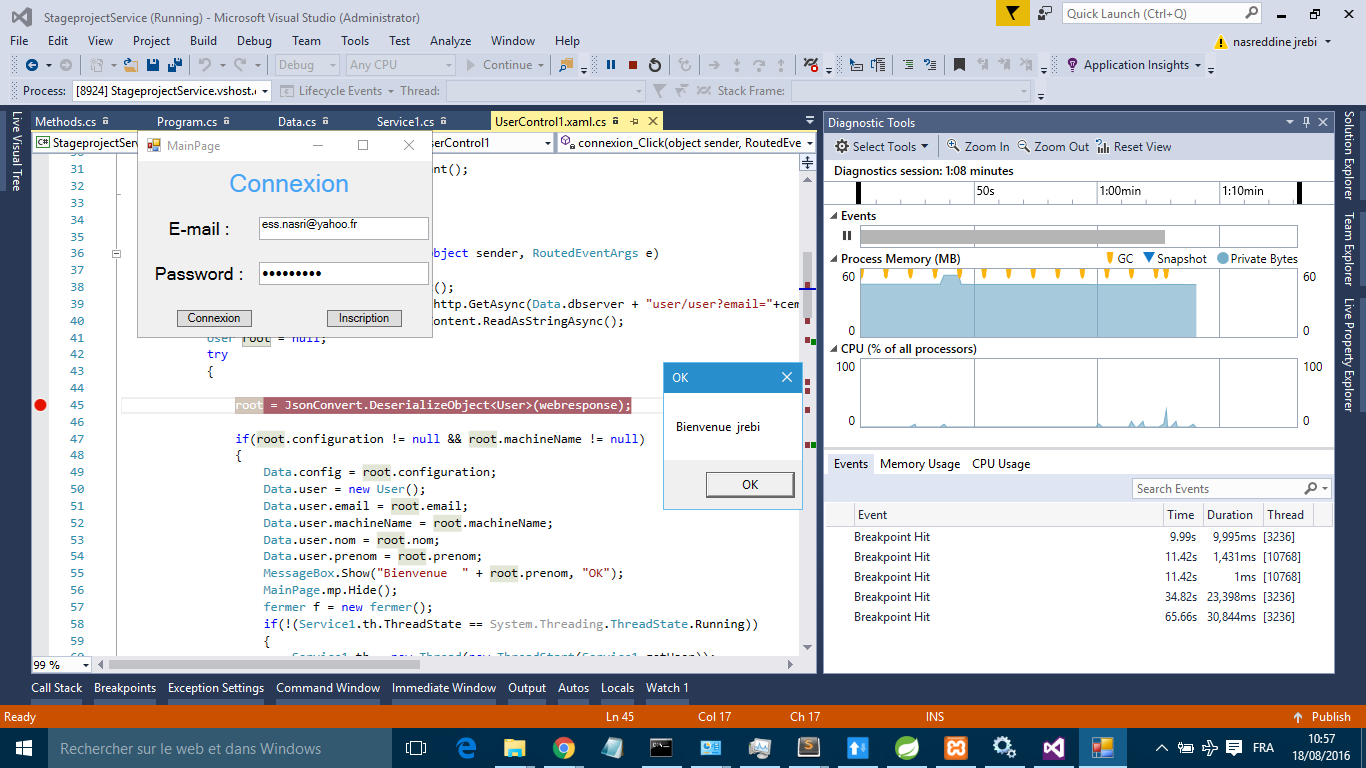 StageprojectService (Running) - Microsoft Visual Studio (Administrator)
Quick Launch (Ctrl+Q)
File Edit View Project Build Debug Team Tools Test Analyze Window Help
nasreddine jrebi
Debug Any CPU Continue Application Insights
Process: [8924] StageprojectService.vshost. Lifecycle Events Thread: Stack Frame:
Live Visual Tree
Methods.cs Program.cs Data.cs Service1.cs UserControl1.xaml.cs
StageprojectSer serControl1 connexion_Click(object sender, RoutedEve
MainPage
Connexion
E-mail : ess.nasri@yahoo.fr
Password : •••••••••
Connexion Inscription
31 nt();
32
33
34
35
36 object sender, RoutedEventArgs e)
37
38 ();
39 http.GetAsync(Data.dbserver + "user/user?email="+cem
40 Content.ReadAsStringAsync();
41 User root = null;
42 try
43 {
44
45 root = JsonConvert.DeserializeObject<User>(webresponse);
46
47 if(root.configuration != null && root.machineName != null)
48 {
49 Data.config = root.configuration;
50 Data.user = new User();
51 Data.user.email = root.email;
52 Data.user.machineName = root.machineName;
53 Data.user.nom = root.nom;
54 Data.user.prenom = root.prenom;
55 MessageBox.Show("Bienvenue  " + root.prenom, "OK");
56 MainPage.mp.Hide();
57 fermer f = new fermer();
58 if(!(Service1.th.ThreadState == System.Threading.ThreadState.Running))
59 {
99 %
OK
Bienvenue  jrebi
OK
Diagnostic Tools
Select Tools Zoom In Zoom Out Reset View
Diagnostics session: 1:08 minutes
50s 1:00min 1:10min
Events
Process Memory (MB) GC Snapshot Private Bytes
60 60
0 0
CPU (% of all processors)
100 100
0 0
Events Memory Usage CPU Usage
Search Events
Event Time Duration Thread
Breakpoint Hit 9.99s 9,995ms [3236]
Breakpoint Hit 11.42s 1,431ms [10768]
Breakpoint Hit 11.42s 1ms [10768]
Breakpoint Hit 34.82s 23,398ms [3236]
Breakpoint Hit 65.66s 30,844ms [3236]
Solution Explorer
Team Explorer
Live Property Explorer
Call Stack Breakpoints Exception Settings Command Window Immediate Window Output Autos Locals Watch 1
Ready Ln 45 Col 17 Ch 17 INS Publish
Rechercher sur le web et dans Windows
FRA
10:57
18/08/2016